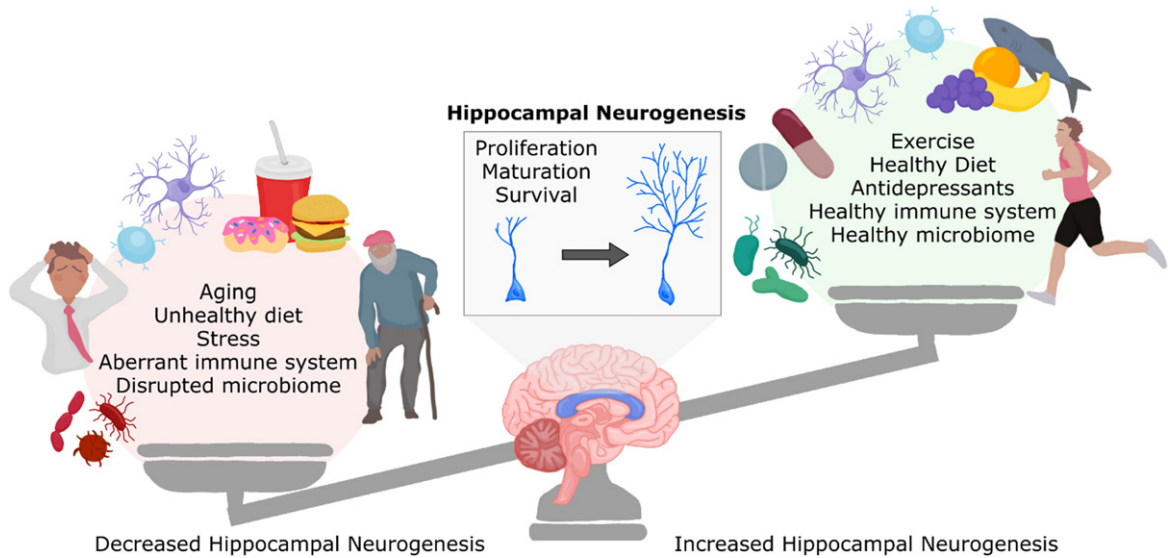 Hippocampal Neurogenesis
Proliferation
Maturation
Survival
Exercise
Healthy Diet
Antidepressants
Healthy immune system
Healthy microbiome
Aging
Unhealthy diet
Stress
Aberrant immune system
Disrupted microbiome
Decreased Hippocampal Neurogenesis
Increased Hippocampal Neurogenesis